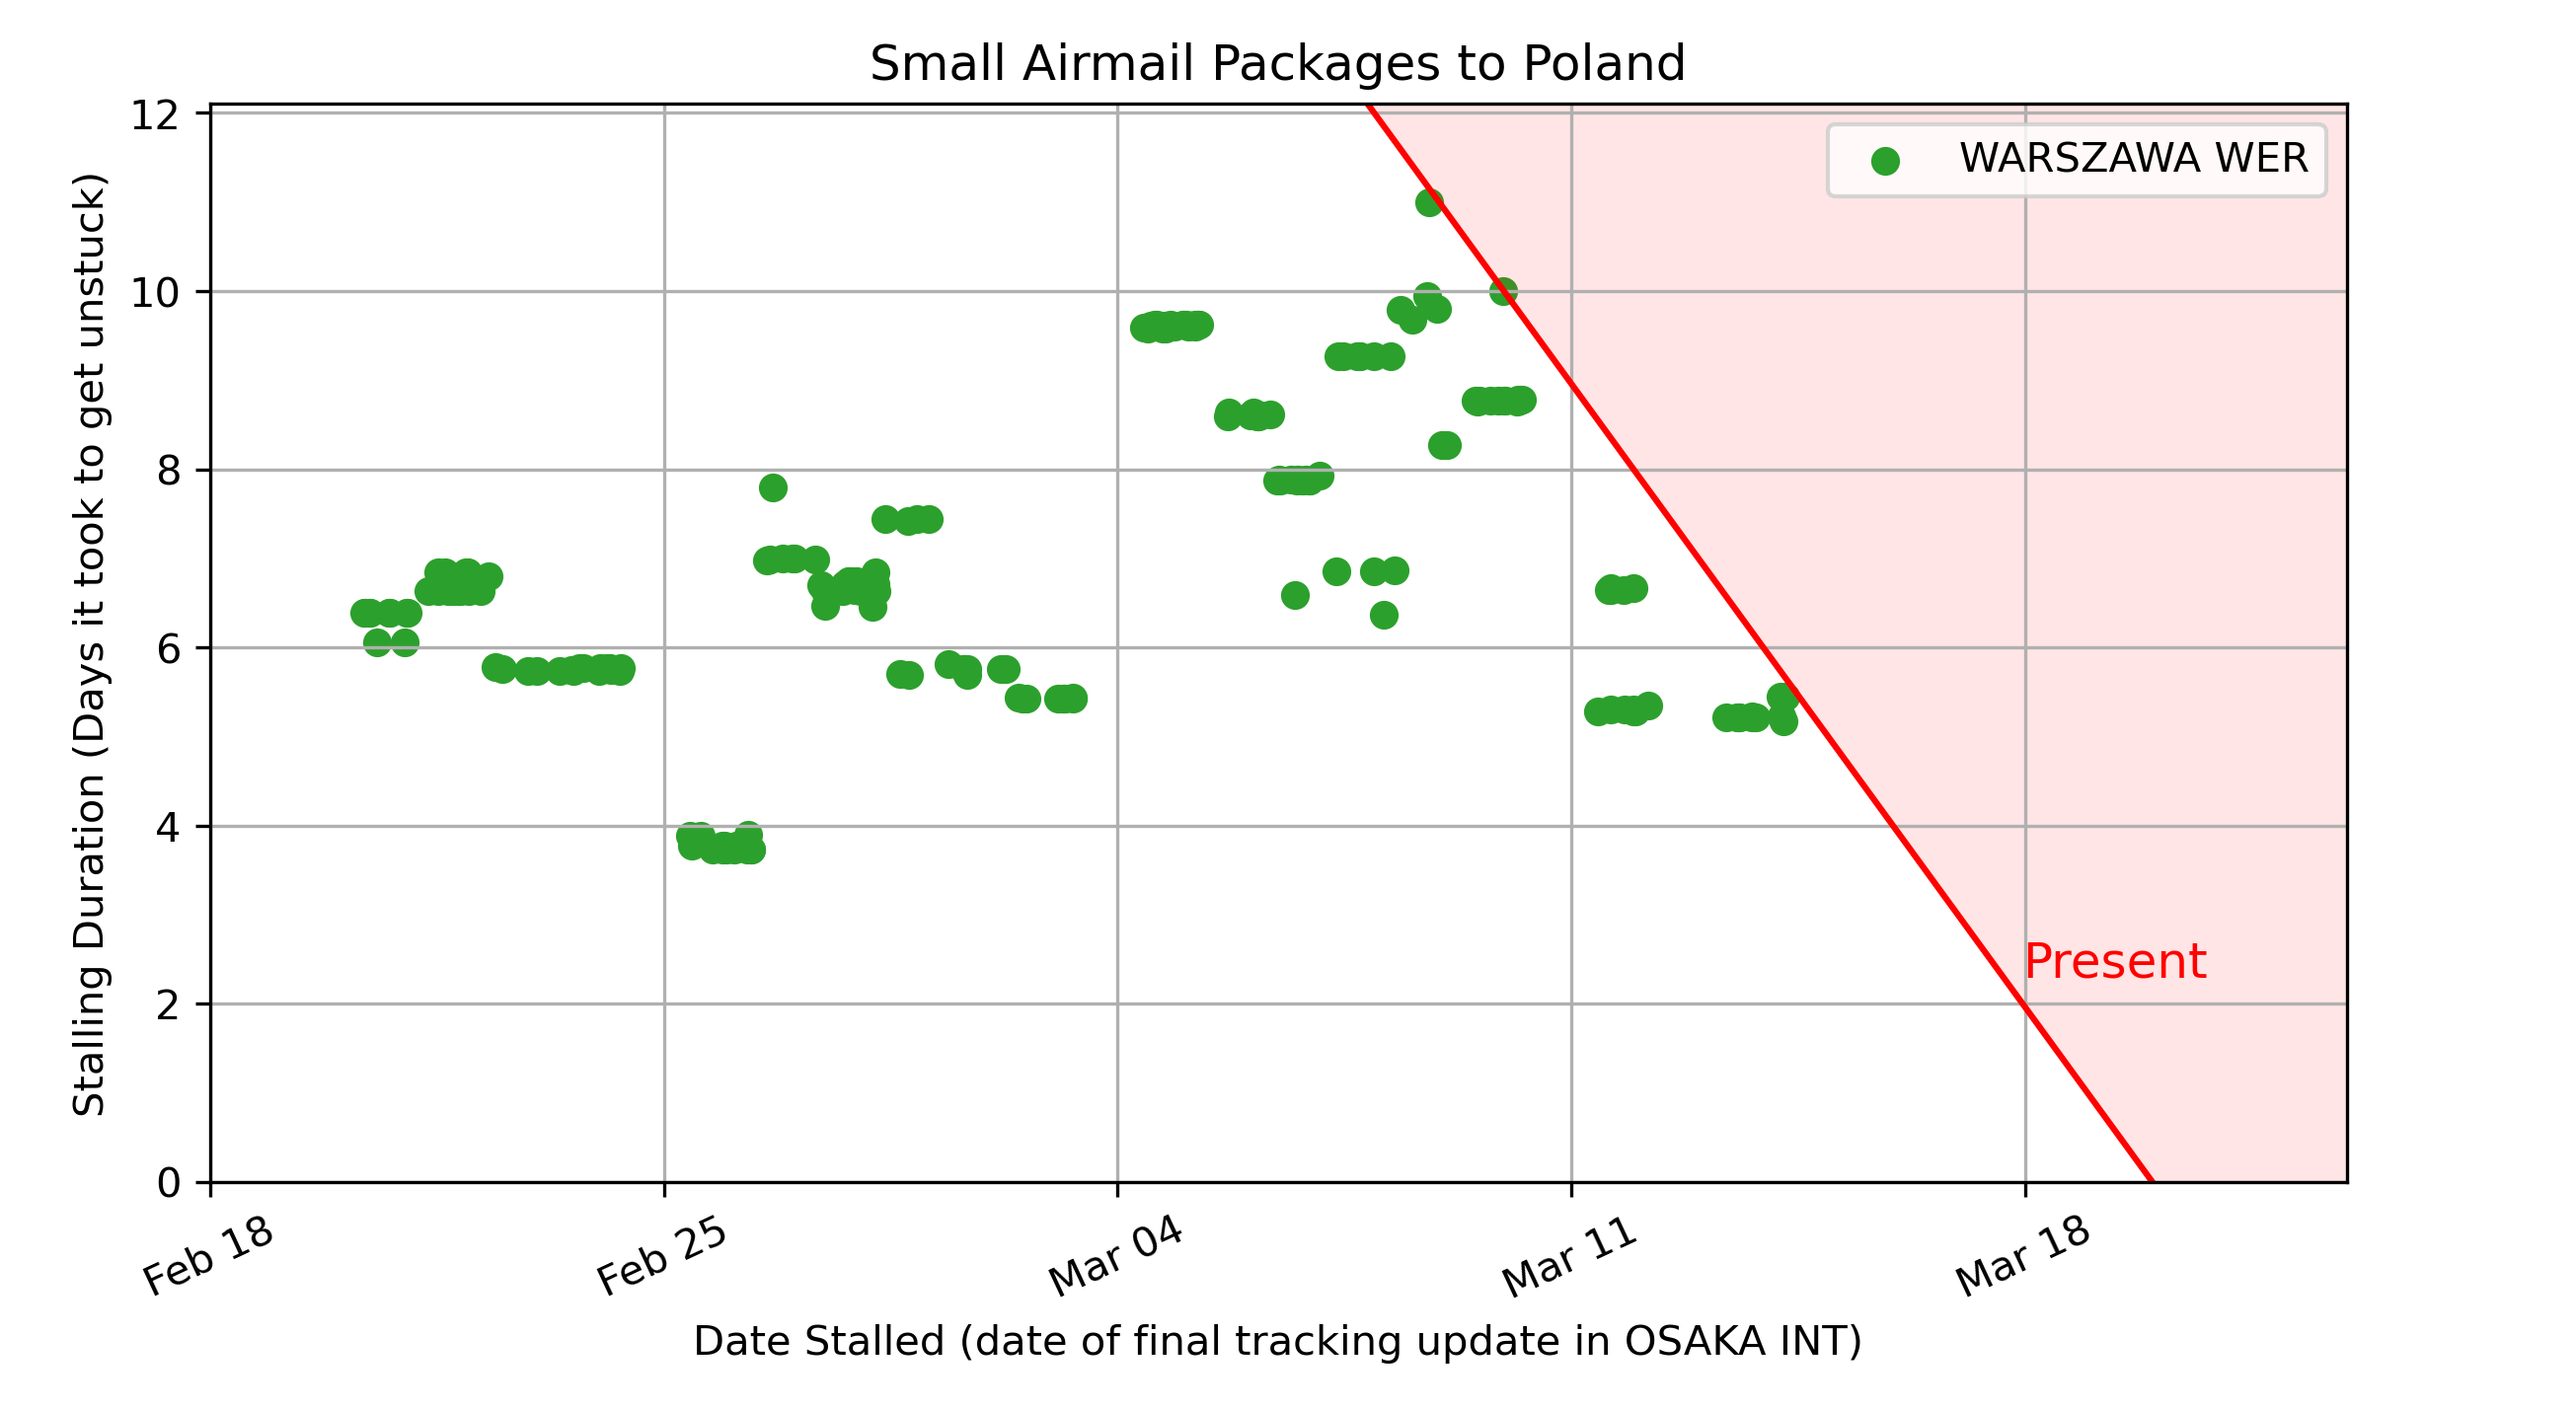 Small Airmail Packages to Poland
Stalling Duration (Days it took to get unstuck)
12
10
8
6
4
2
0
WARSZAWA WER
Present
Feb 18
Feb 25
Mar 04
Mar 11
Mar 18
Date Stalled (date of final tracking update in OSAKA INT)